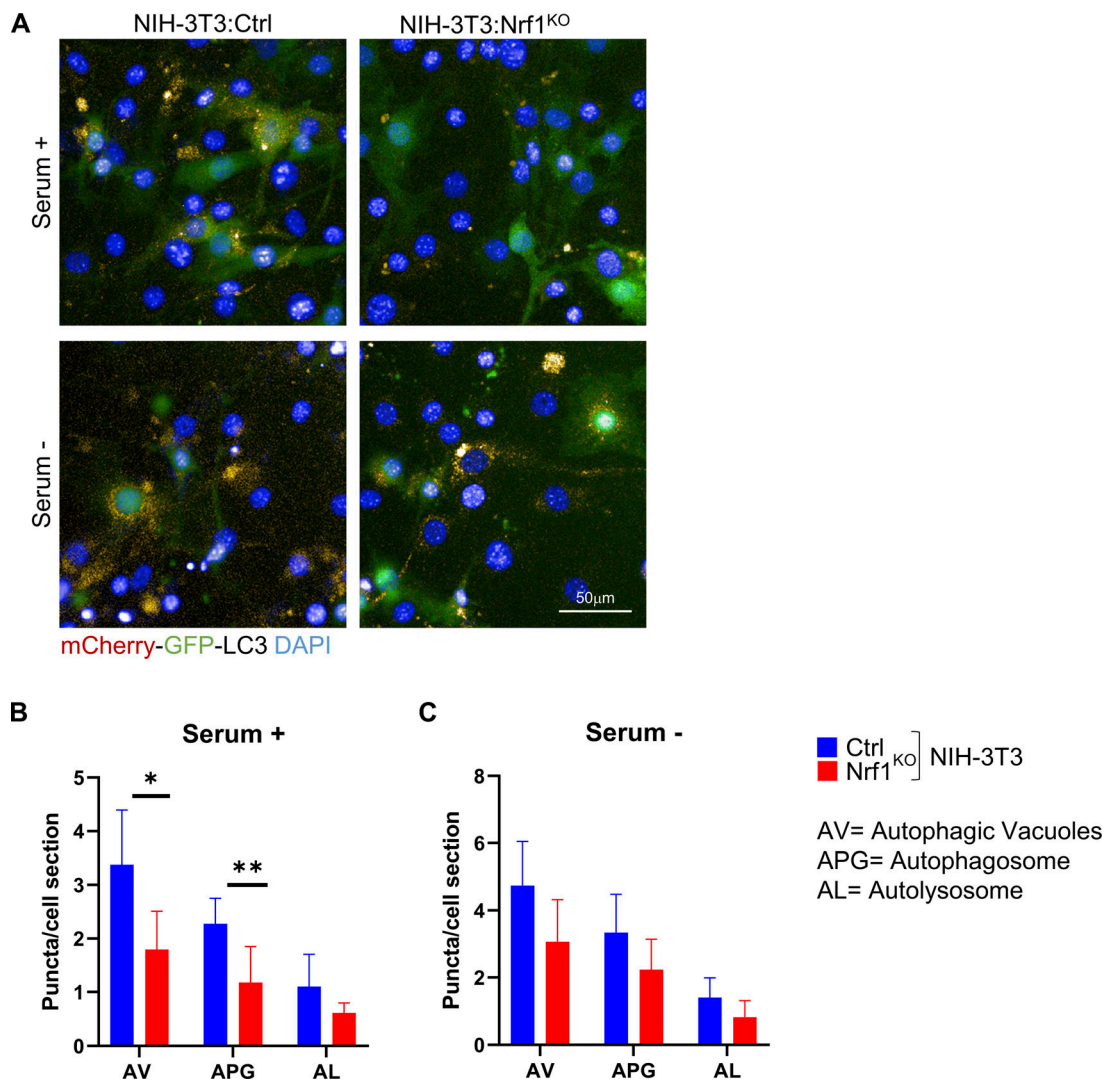 A
NIH-3T3:Ctrl
NIH-3T3:Nrf1KO
Serum +
Serum -
50μm
mCherry-GFP-LC3 DAPI
B
Serum +
Puncta/cell section
5
4
3
2
1
0
*
**
AV
APG
AL
C
Serum -
Puncta/cell section
8
6
4
2
0
AV
APG
AL
Ctrl
Nrf1KO
NIH-3T3
AV= Autophagic Vacuoles
APG= Autophagosome
AL= Autolysosome